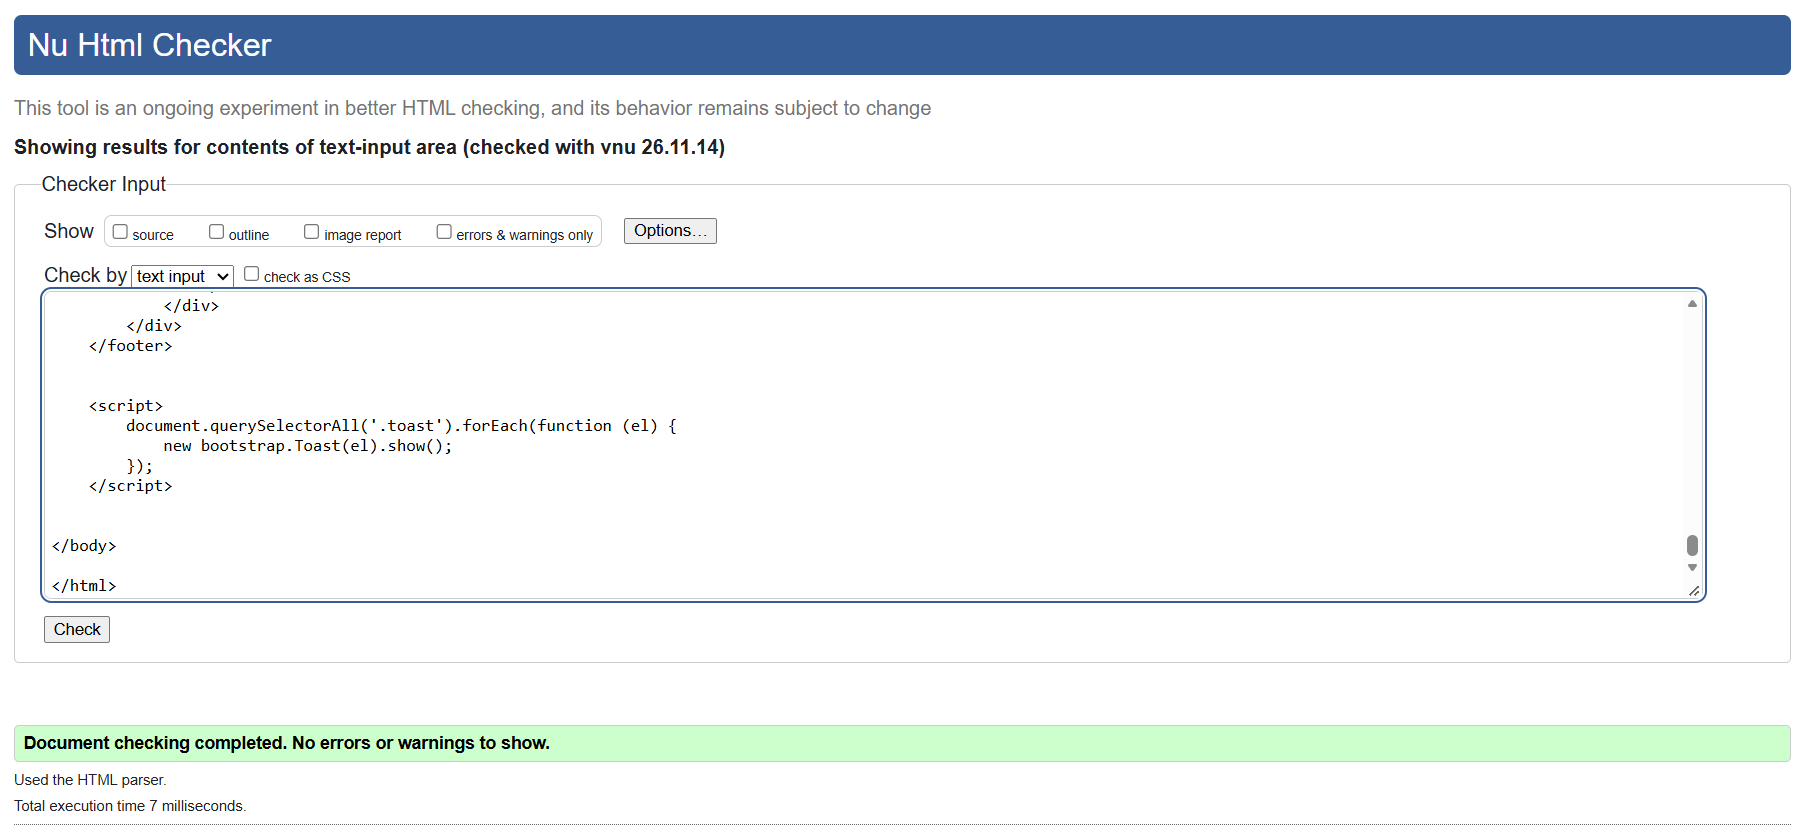 Nu Html Checker
This tool is an ongoing experiment in better HTML checking, and its behavior remains subject to change
Showing results for contents of text-input area (checked with vnu 26.11.14)
Checker Input
Show source outline image report errors & warnings only Options...
Check by text input check as CSS
</div>
</div>
</footer>
<script>
document.querySelectorAll('.toast').forEach(function (el) {
new bootstrap.Toast(el).show();
});
</script>
</body>
</html>
Check
Document checking completed. No errors or warnings to show.
Used the HTML parser.
Total execution time 7 milliseconds.